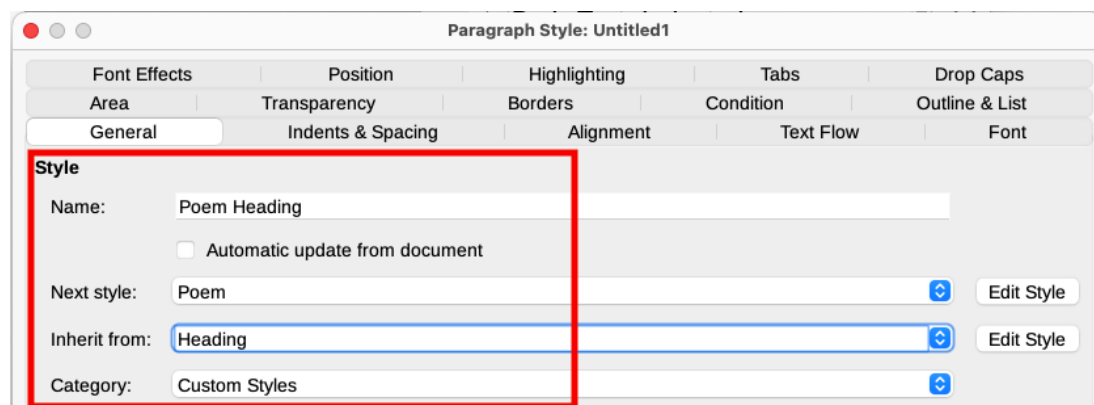 Paragraph Style: Untitled1
Font Effects Position Highlighting Tabs Drop Caps
Area Transparency Borders Condition Outline & List
General Indents & Spacing Alignment Text Flow Font
Style
Name: Poem Heading
Automatic update from document
Next style: Poem Edit Style
Inherit from: Heading Edit Style
Category: Custom Styles